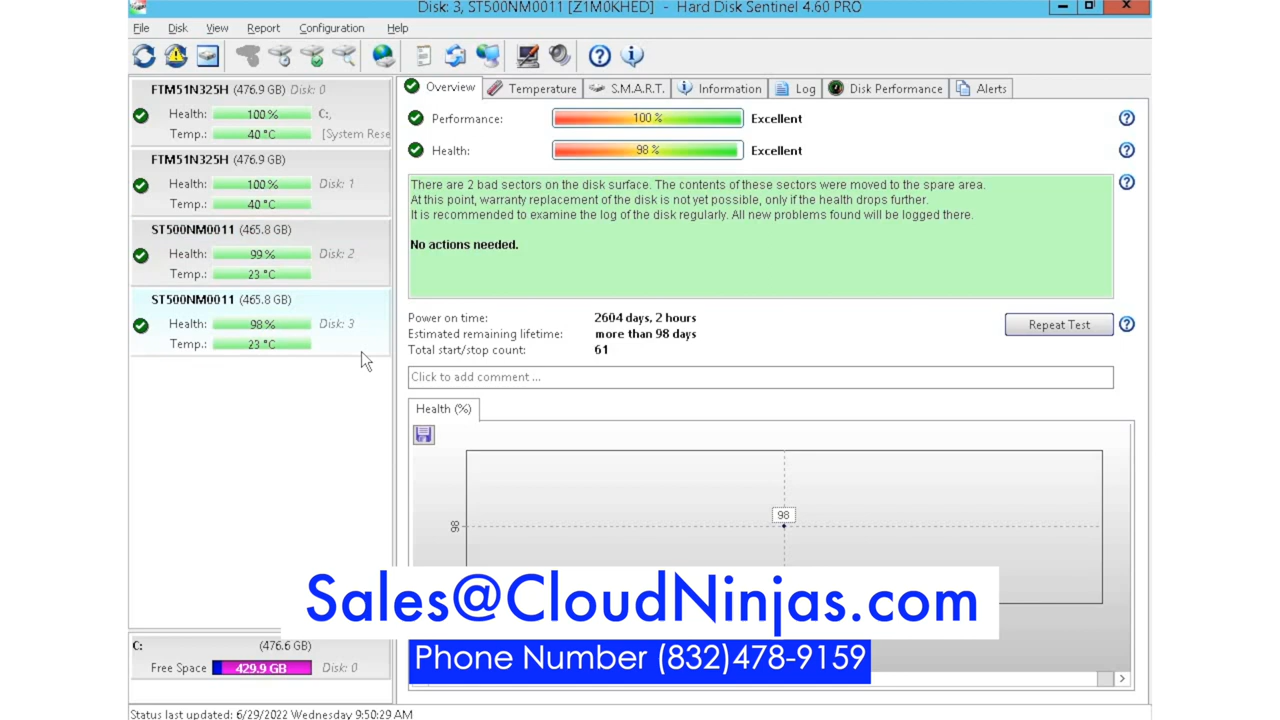 Disk: 3, ST500NM0011 [Z1M0KHED] - Hard Disk Sentinel 4.60 PRO
File Disk View Report Configuration Help
FTM51N325H (476.9 GB) Disk: 0
Health: 100 % C:,
Temp.: 40 °C [System Rese
FTM51N325H (476.9 GB)
Health: 100 % Disk: 1
Temp.: 40 °C
ST500NM0011 (465.8 GB)
Health: 99 % Disk: 2
Temp.: 23 °C
ST500NM0011 (465.8 GB)
Health: 98 % Disk: 3
Temp.: 23 °C
C: (476.6 GB)
Free Space 429.9 GB Disk: 0
Overview Temperature S.M.A.R.T. Information Log Disk Performance Alerts
Performance: 100 % Excellent
Health: 98 % Excellent
There are 2 bad sectors on the disk surface. The contents of these sectors were moved to the spare area.
At this point, warranty replacement of the disk is not yet possible, only if the health drops further.
It is recommended to examine the log of the disk regularly. All new problems found will be logged there.
No actions needed.
Power on time: 2604 days, 2 hours
Estimated remaining lifetime: more than 98 days
Total start/stop count: 61
Repeat Test
Click to add comment ...
Health (%)
98
98
Sales@CloudNinjas.com
Phone Number (832)478-9159
Status last updated: 6/29/2022 Wednesday 9:50:29 AM